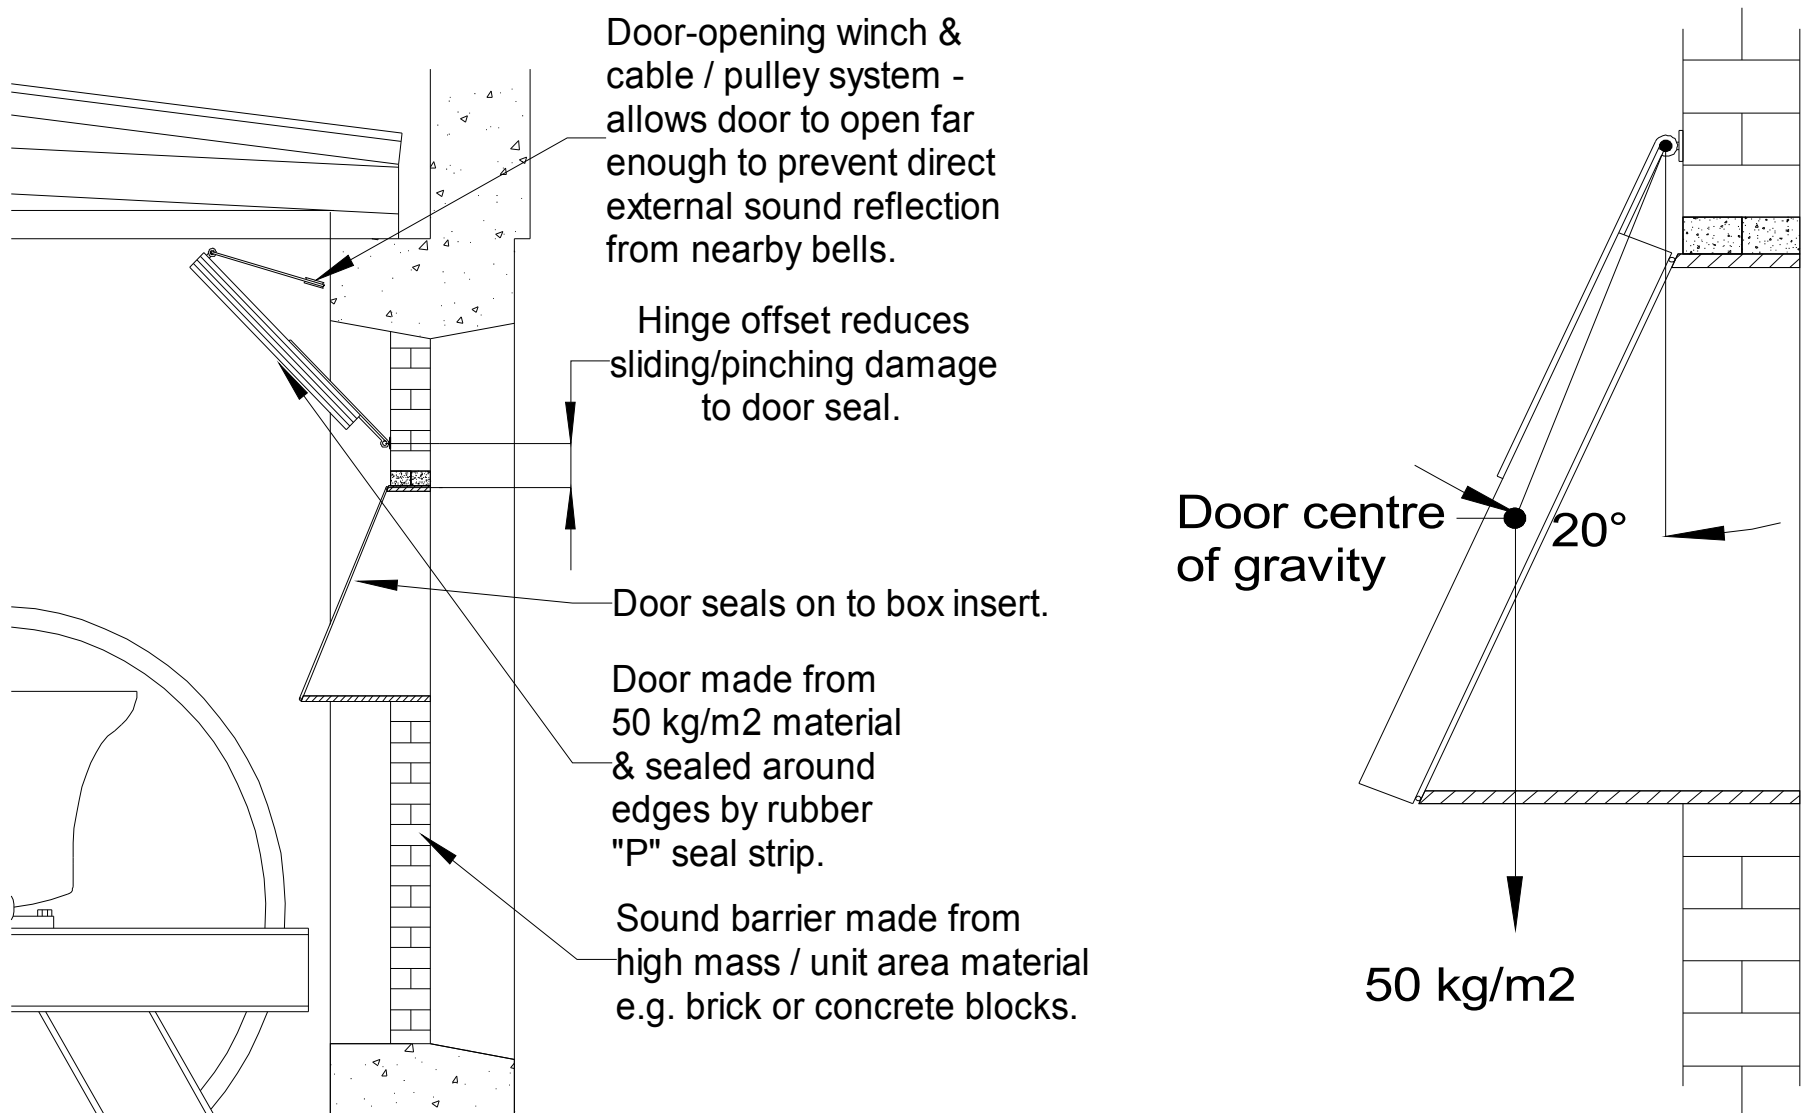 Door-opening winch &
cable / pulley system -
allows door to open far
enough to prevent direct
external sound reflection
from nearby bells.
Hinge offset reduces
sliding/pinching damage
to door seal.
Door seals on to box insert.
Door made from
50 kg/m2 material
& sealed around
edges by rubber
"P" seal strip.
Sound barrier made from
high mass / unit area material
e.g. brick or concrete blocks.
Door centre
of gravity
20°
50 kg/m2